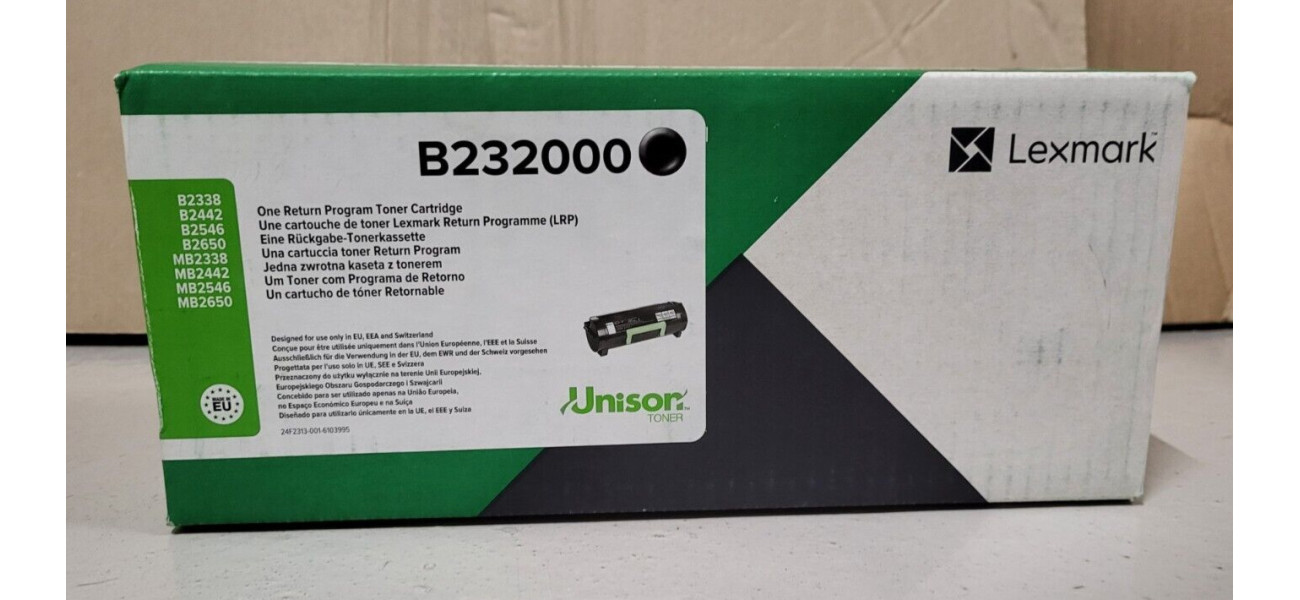 B232000
Lexmark™
B2338
B2442
B2546
B2650
MB2338
MB2442
MB2546
MB2650
One Return Program Toner Cartridge
Une cartouche de toner Lexmark Return Programme (LRP)
Eine Rückgabe-Tonerkassette
Una cartuccia toner Return Program
Jedna zwrotna kaseta z tonerem
Um Toner com Programa de Retorno
Un cartucho de tóner Retornable
Designed for use only in EU, EEA and Switzerland
Conçue pour être utilisée uniquement dans l'Union Européenne, l'EEE et la Suisse
Ausschließlich für die Verwendung in der EU, dem EWR und der Schweiz vorgesehen
Progettata per l'uso solo in UE, SEE e Svizzera
Przeznaczony do użytku wyłącznie na terenie Unii Europejskiej,
Europejskiego Obszaru Gospodarczego i Szwajcarii
Concebido para ser utilizado apenas na União Europeia,
no Espaço Económico Europeu e na Suíça
Diseñado para utilizarlo únicamente en la UE, el EEE y Suiza
24F2313-001-6103995
MADE IN
EU
Unison™
TONER